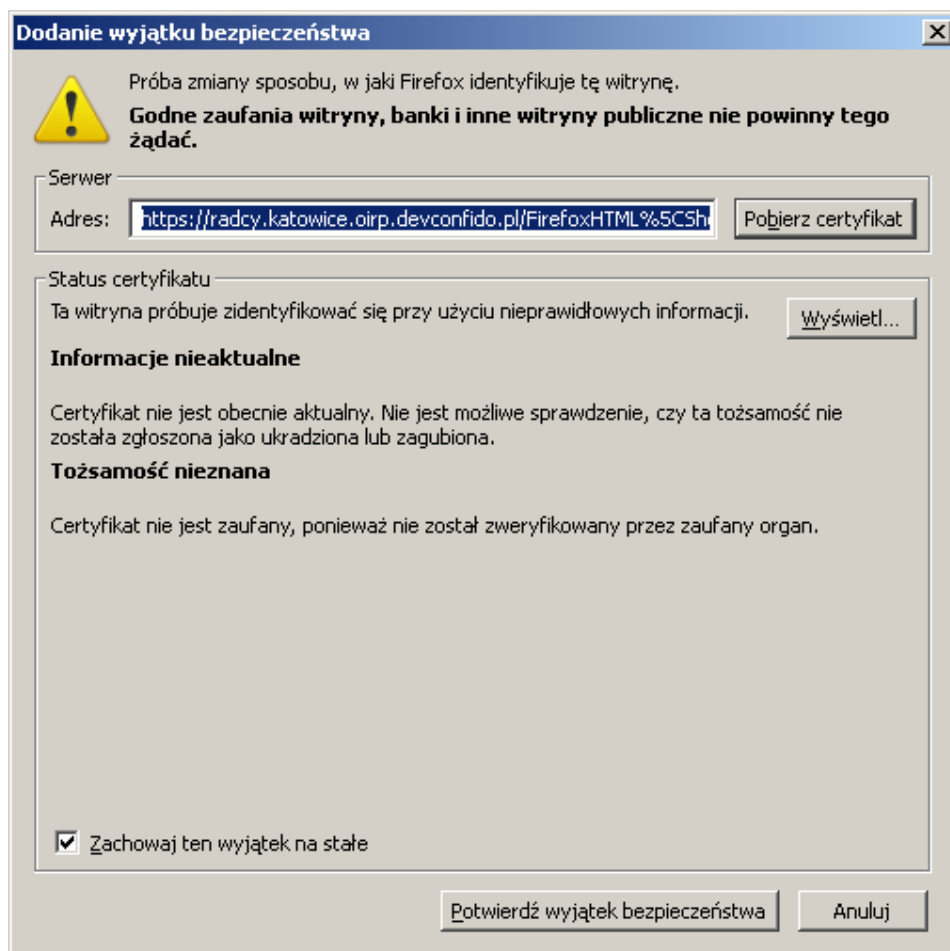 Dodanie wyjątku bezpieczeństwa
Próba zmiany sposobu, w jaki Firefox identyfikuje tę witrynę.
Godne zaufania witryny, banki i inne witryny publiczne nie powinny tego
żądać.
Serwer
Adres: https://radcy.katowice.oirp.devconfido.pl/FirefoxHTML%5CSh Pobierz certyfikat
Status certyfikatu
Ta witryna próbuje zidentyfikować się przy użyciu nieprawidłowych informacji. Wyświetl...
Informacje nieaktualne
Certyfikat nie jest obecnie aktualny. Nie jest możliwe sprawdzenie, czy ta tożsamość nie
została zgłoszona jako ukradziona lub zagubiona.
Tożsamość nieznana
Certyfikat nie jest zaufany, ponieważ nie został zweryfikowany przez zaufany organ.
Zachowaj ten wyjątek na stałe
Potwierdź wyjątek bezpieczeństwa Anuluj